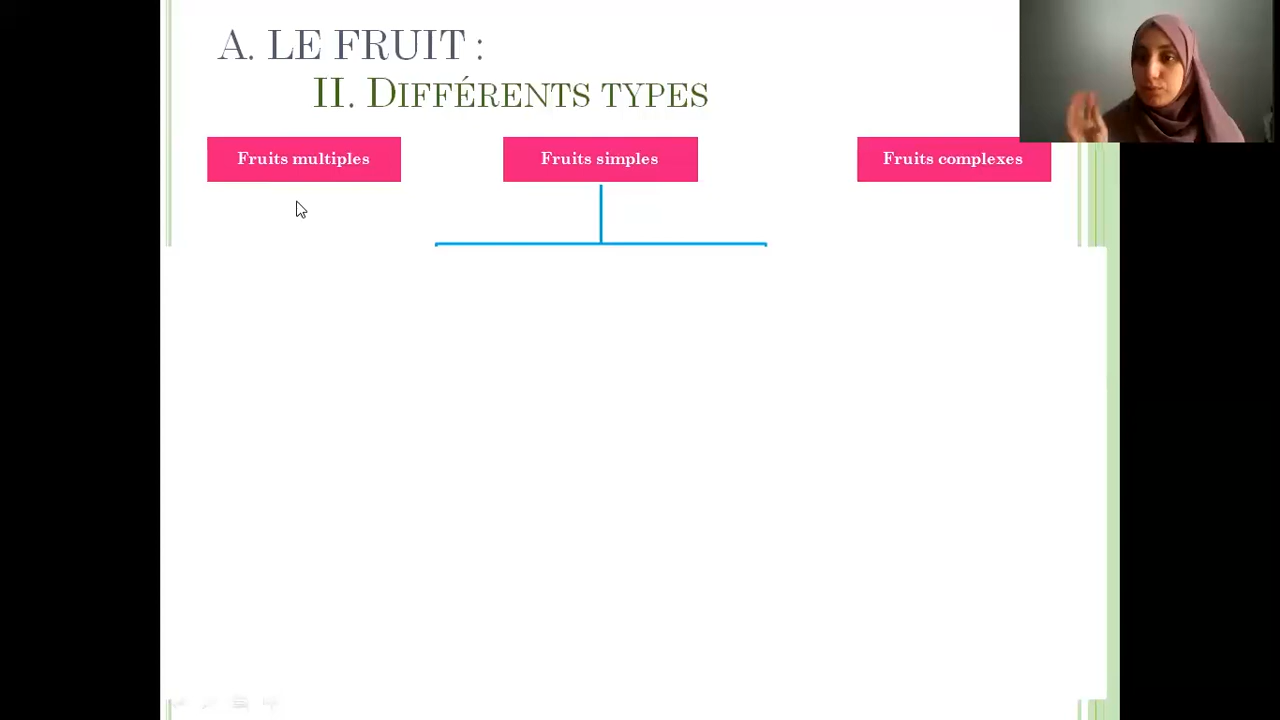 A. LE FRUIT :
II. DIFFÉRENTS TYPES
Fruits multiples
Fruits simples
Fruits complexes